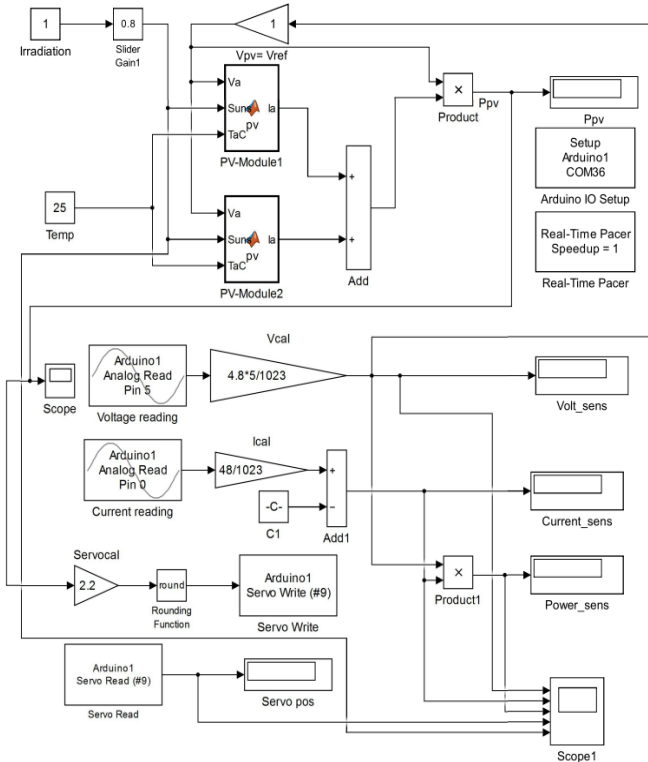 1
Irradiation
0.8
Slider
Gain1
1
Vpv= Vref
Va
Suns
TaC
pv
Ia
PV-Module1
×
Product
Ppv
Ppv
Setup
Arduino1
COM36
Arduino IO Setup
25
Temp
Va
Suns
TaC
pv
Ia
PV-Module2
+
+
Add
Real-Time Pacer
Speedup = 1
Real-Time Pacer
Scope
Arduino1
Analog Read
Pin 5
Voltage reading
Vcal
4.8*5/1023
Volt_sens
Arduino1
Analog Read
Pin 0
Current reading
Ical
48/1023
-C-
C1
+
−
Add1
Current_sens
Servocal
2.2
round
Rounding
Function
Arduino1
Servo Write (#9)
Servo Write
×
Product1
Power_sens
Arduino1
Servo Read (#9)
Servo Read
Servo pos
Scope1